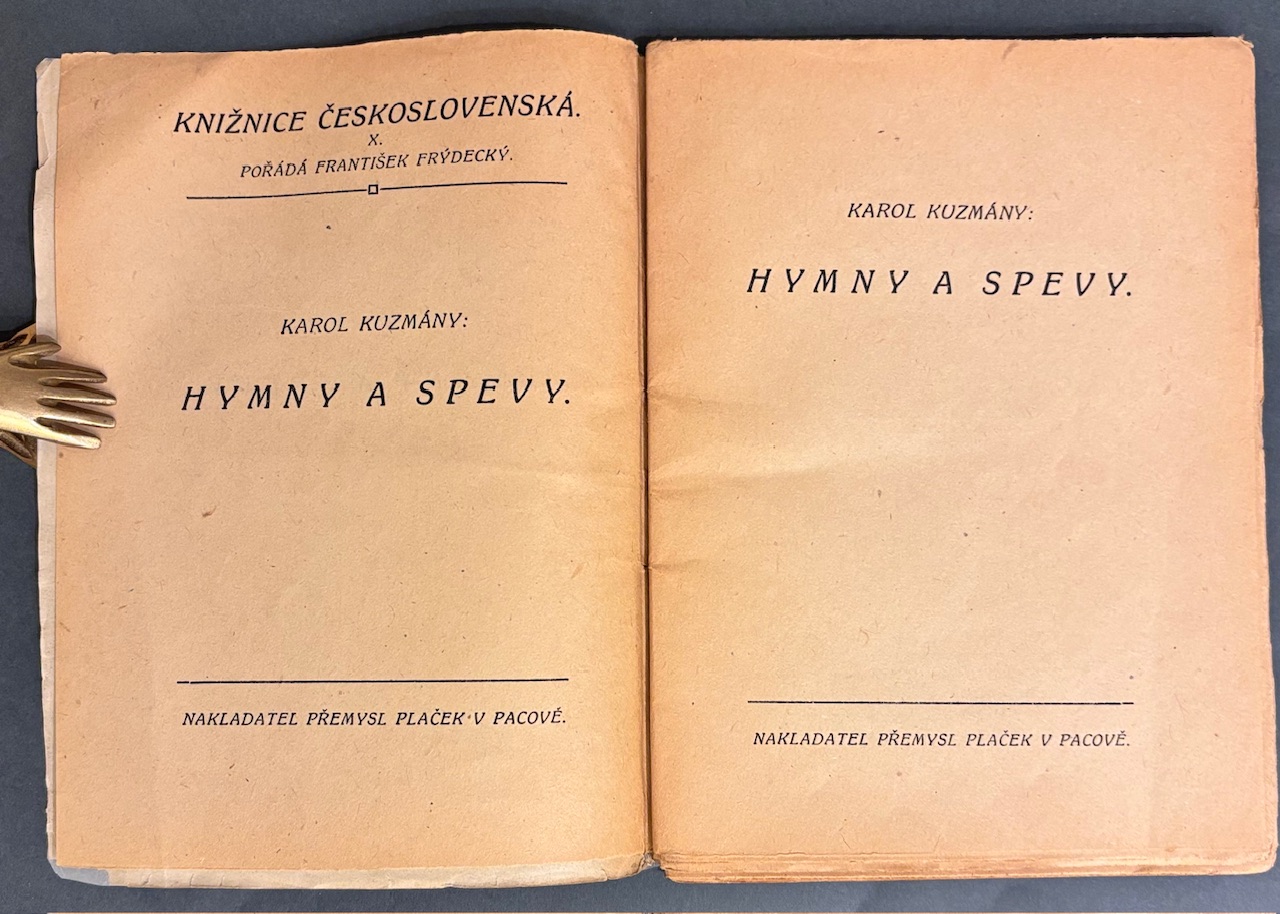 KNIŽNICE ČESKOSLOVENSKÁ.
X.
POŘÁDÁ FRANTIŠEK FRÝDECKÝ.
KAROL KUZMÁNY:
HYMNY A SPEVY.
NAKLADATEL PŘEMYSL PLAČEK V PACOVĚ.
KAROL KUZMÁNY:
HYMNY A SPEVY.
NAKLADATEL PŘEMYSL PLAČEK V PACOVĚ.